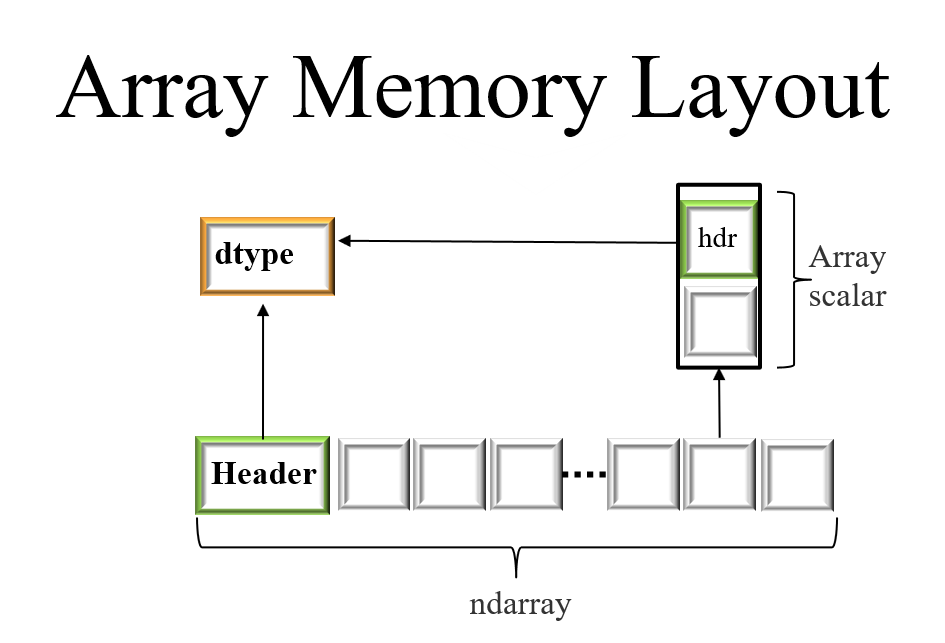 Array Memory Layout
dtype
hdr
Array
scalar
Header
ndarray